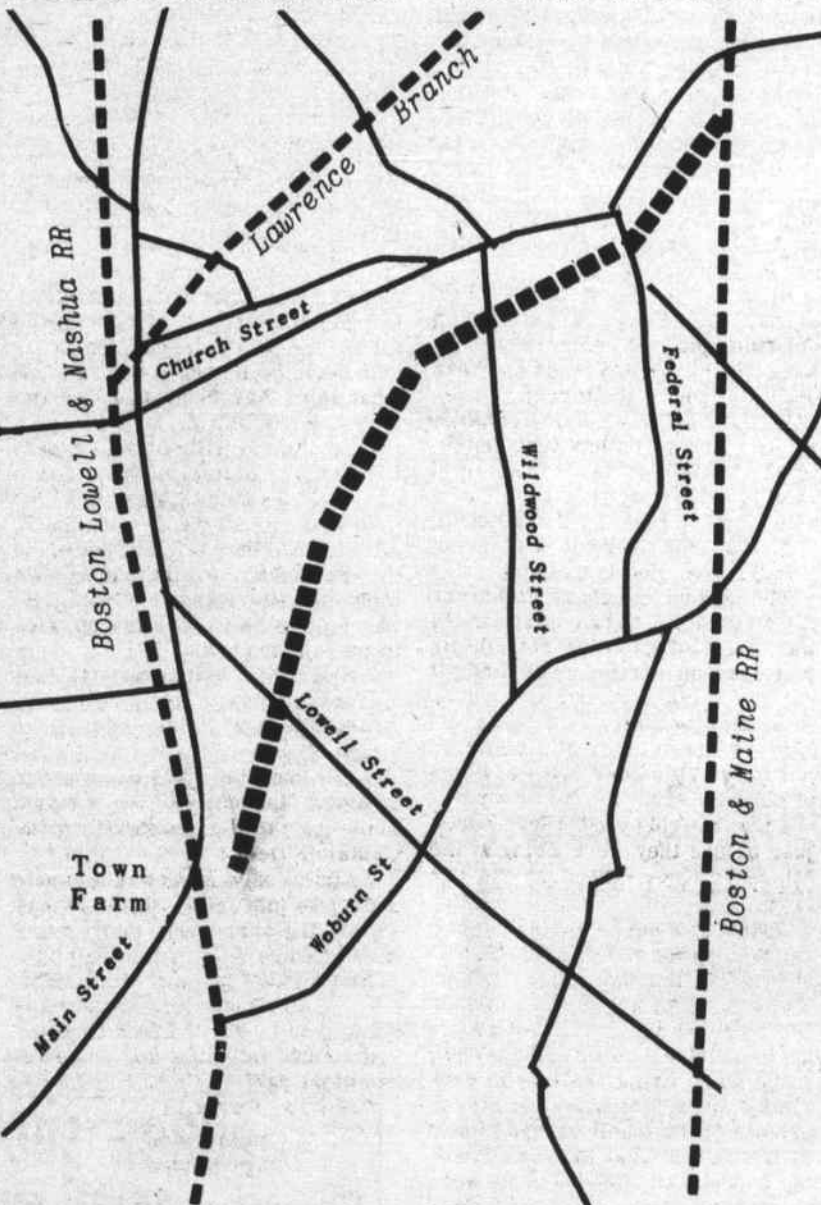 Lawrence Branch
Boston Lowell & Nashua RR
Church Street
Federal Street
Wildwood Street
Lowell Street
Boston & Maine RR
Town
Farm
Woburn St
Main Street